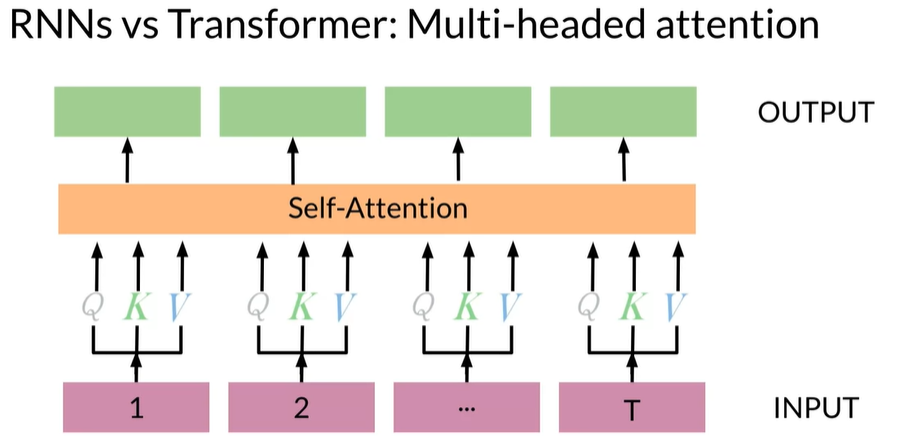 RNNs vs Transformer: Multi-headed attention
OUTPUT
Self-Attention
Q K V Q K V Q K V Q K V
1 2 ... T INPUT